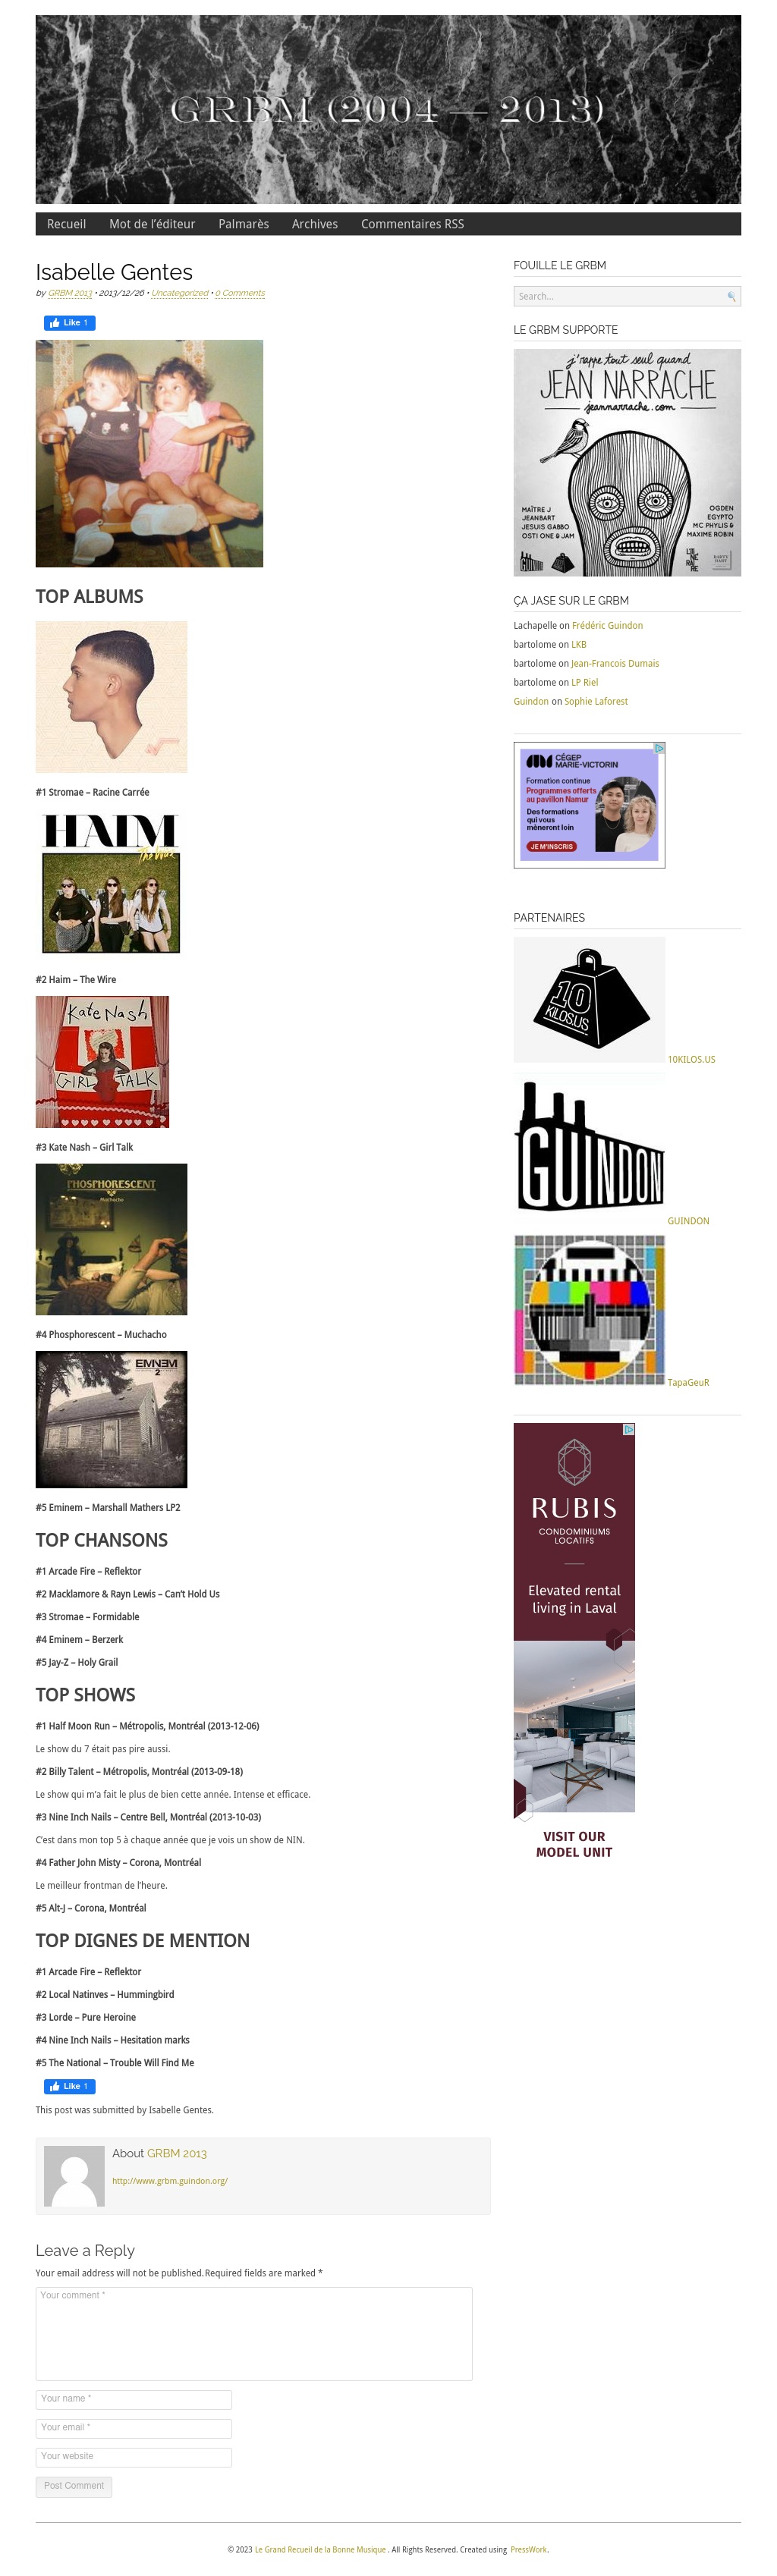 GRBM (2004 — 2013)
Recueil Mot de l'éditeur Palmarès Archives Commentaires RSS
Isabelle Gentes
by GRBM 2013 • 2013/12/26 • Uncategorized • 0 Comments
Like 1
TOP ALBUMS
#1 Stromae – Racine Carrée
HAIM
The Wire
#2 Haim – The Wire
Kate Nash
GIRL TALK
#3 Kate Nash – Girl Talk
PHOSPHORESCENT
Muchacho
#4 Phosphorescent – Muchacho
EMINEM
2
#5 Eminem – Marshall Mathers LP2
TOP CHANSONS
#1 Arcade Fire – Reflektor
#2 Macklamore & Rayn Lewis – Can't Hold Us
#3 Stromae – Formidable
#4 Eminem – Berzerk
#5 Jay-Z – Holy Grail
TOP SHOWS
#1 Half Moon Run – Métropolis, Montréal (2013-12-06)
Le show du 7 était pas pire aussi.
#2 Billy Talent – Métropolis, Montréal (2013-09-18)
Le show qui m'a fait le plus de bien cette année. Intense et efficace.
#3 Nine Inch Nails – Centre Bell, Montréal (2013-10-03)
C'est dans mon top 5 à chaque année que je vois un show de NIN.
#4 Father John Misty – Corona, Montréal
Le meilleur frontman de l'heure.
#5 Alt-J – Corona, Montréal
TOP DIGNES DE MENTION
#1 Arcade Fire – Reflektor
#2 Local Natinves – Hummingbird
#3 Lorde – Pure Heroine
#4 Nine Inch Nails – Hesitation marks
#5 The National – Trouble Will Find Me
Like 1
This post was submitted by Isabelle Gentes.
About GRBM 2013
http://www.grbm.guindon.org/
Leave a Reply
Your email address will not be published. Required fields are marked *
Your comment *
Your name *
Your email *
Your website
Post Comment
FOUILLE LE GRBM
Search...
LE GRBM SUPPORTE
j'rappe tout seul quand
JEAN NARRACHE
jeannarrache.com
MAÎTRE J
JEANBART
JESUIS GABBO
OSTI ONE & JAM
OGDEN
EGYPTO
MC PHYLIS &
MAXIME ROBIN
ÇA JASE SUR LE GRBM
Lachapelle on Frédéric Guindon
bartolome on LKB
bartolome on Jean-Francois Dumais
bartolome on LP Riel
Guindon on Sophie Laforest
CÉGEP
MARIE-VICTORIN
Formation continue
Programmes offerts
au pavillon Namur
Des formations
qui vous
mèneront loin
JE M'INSCRIS
PARTENAIRES
10
KILOS.US
10KILOS.US
GUINDON
GUINDON
TapaGeuR
RUBIS
CONDOMINIUMS
LOCATIFS
Elevated rental
living in Laval
VISIT OUR
MODEL UNIT
© 2023 Le Grand Recueil de la Bonne Musique . All Rights Reserved. Created using PressWork.